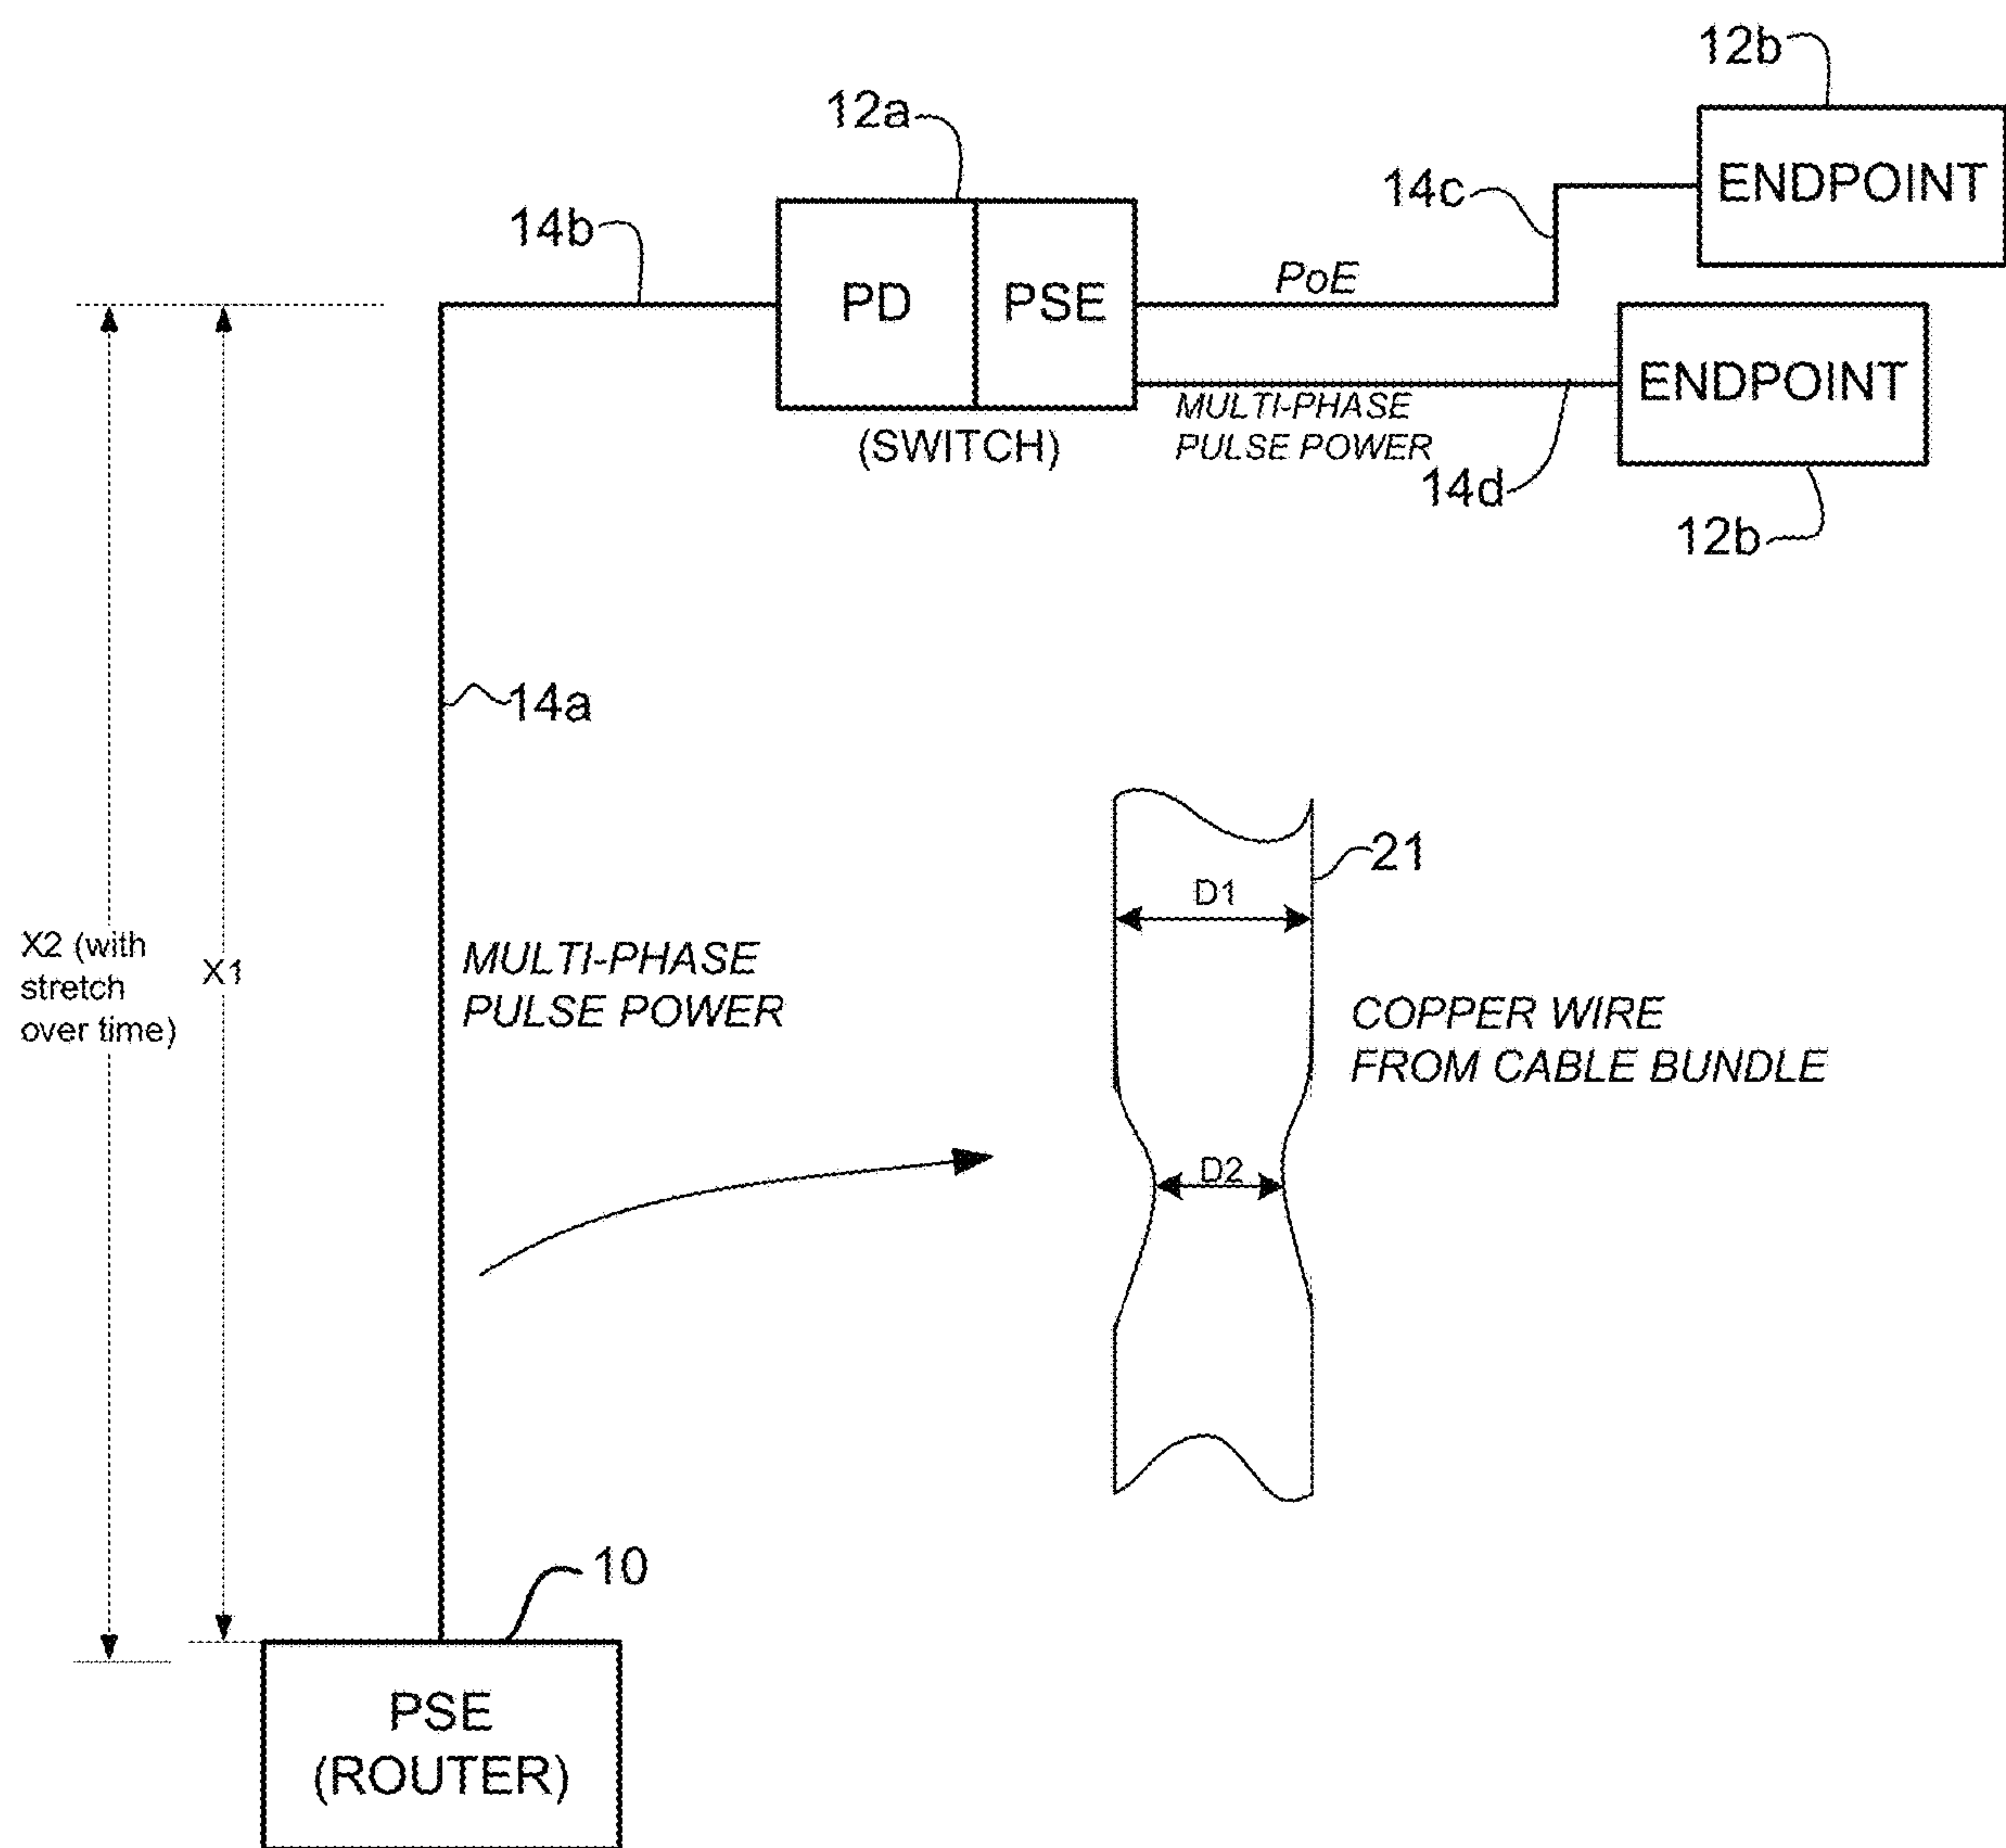 12b
12a
ENDPOINT
14c
14b
PoE
PD
PSE
ENDPOINT
MULTI-PHASE
PULSE POWER
(SWITCH)
14d
12b
14a
21
D1
X2 (with
stretch
over time)
X1
MULTI-PHASE
PULSE POWER
COPPER WIRE
FROM CABLE BUNDLE
D2
10
PSE
(ROUTER)